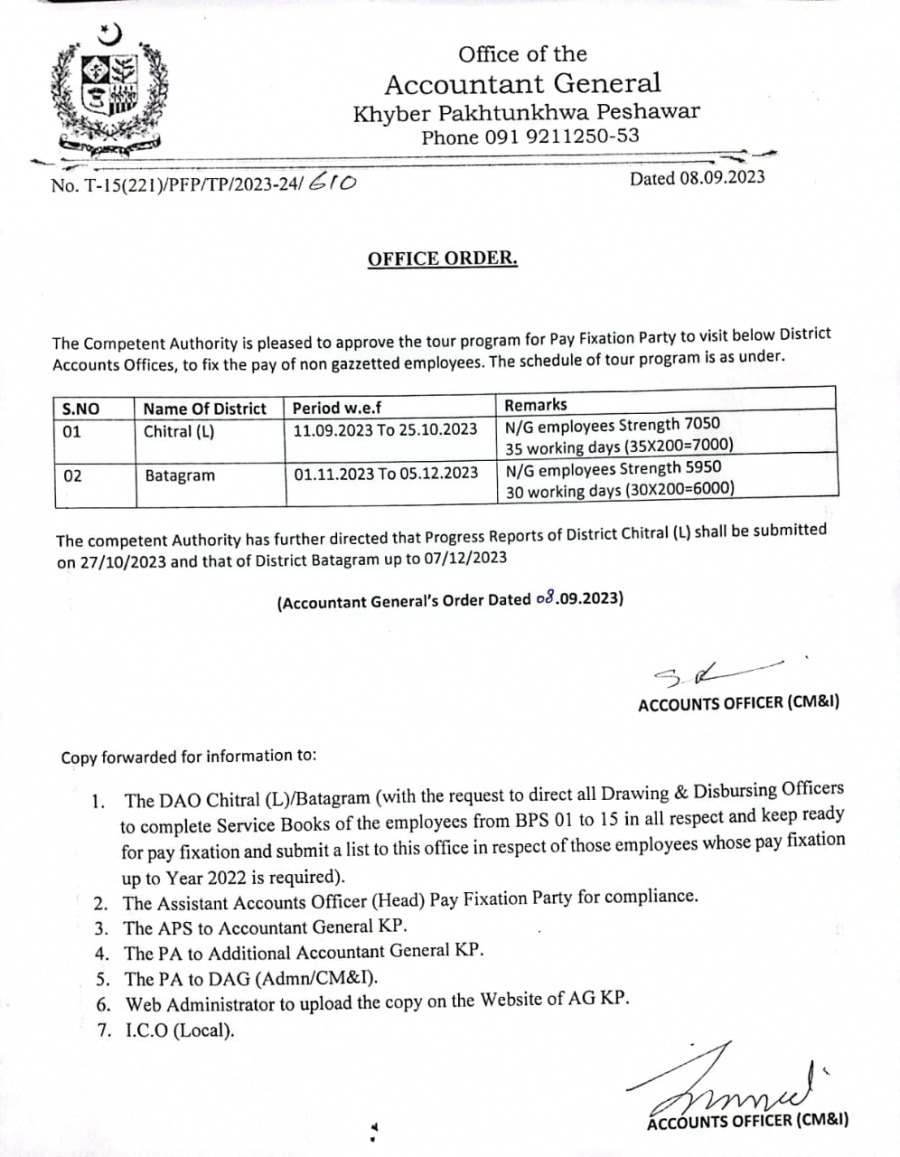 Office of the
Accountant General
Khyber Pakhtunkhwa Peshawar
Phone 091 9211250-53
No. T-15(221)/PFP/TP/2023-24/ 610
Dated 08.09.2023
OFFICE ORDER.
The Competent Authority is pleased to approve the tour program for Pay Fixation Party to visit below District
Accounts Offices, to fix the pay of non gazzetted employees. The schedule of tour program is as under.
S.NO Name Of District Period w.e.f Remarks
01 Chitral (L) 11.09.2023 To 25.10.2023 N/G employees Strength 7050
35 working days (35X200=7000)
02 Batagram 01.11.2023 To 05.12.2023 N/G employees Strength 5950
30 working days (30X200=6000)
The competent Authority has further directed that Progress Reports of District Chitral (L) shall be submitted
on 27/10/2023 and that of District Batagram up to 07/12/2023
(Accountant General's Order Dated 08.09.2023)
ACCOUNTS OFFICER (CM&I)
Copy forwarded for information to:
1. The DAO Chitral (L)/Batagram (with the request to direct all Drawing & Disbursing Officers
to complete Service Books of the employees from BPS 01 to 15 in all respect and keep ready
for pay fixation and submit a list to this office in respect of those employees whose pay fixation
up to Year 2022 is required).
2. The Assistant Accounts Officer (Head) Pay Fixation Party for compliance.
3. The APS to Accountant General KP.
4. The PA to Additional Accountant General KP.
5. The PA to DAG (Admn/CM&I).
6. Web Administrator to upload the copy on the Website of AG KP.
7. I.C.O (Local).
ACCOUNTS OFFICER (CM&I)